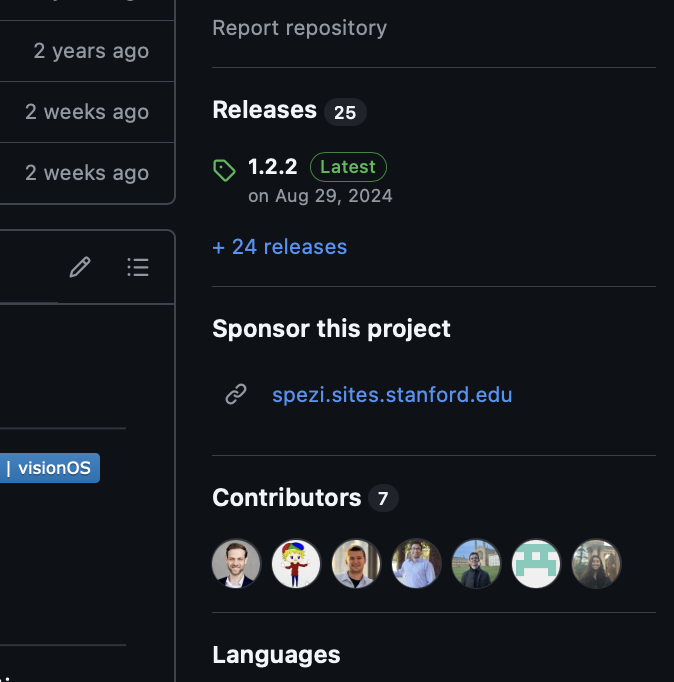 2 years ago
2 weeks ago
2 weeks ago
| visionOS
Report repository
Releases 25
1.2.2 Latest
on Aug 29, 2024
+ 24 releases
Sponsor this project
spezi.sites.stanford.edu
Contributors 7
Languages